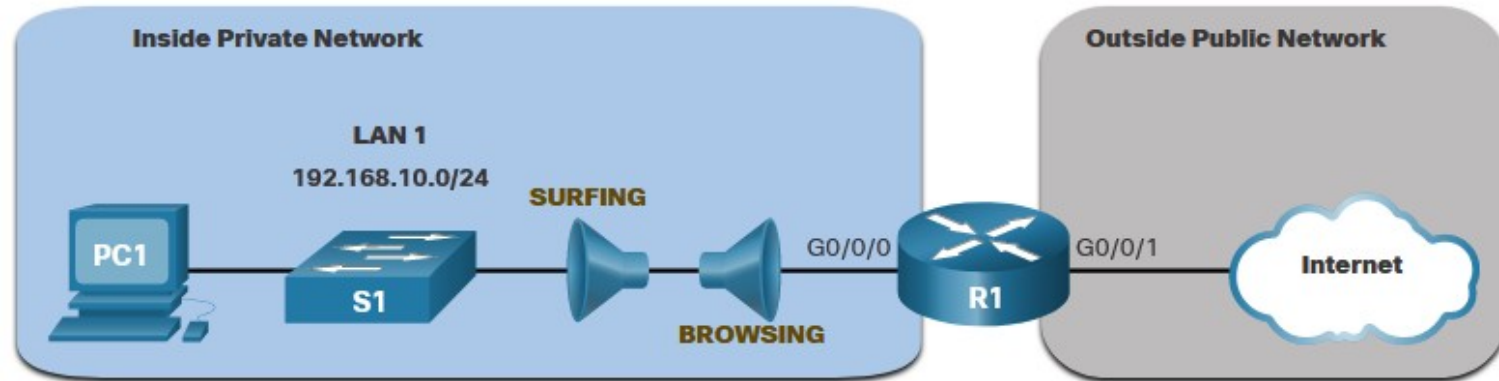 Inside Private Network
Outside Public Network
LAN 1
192.168.10.0/24
SURFING
PC1
S1
G0/0/0
R1
G0/0/1
Internet
BROWSING